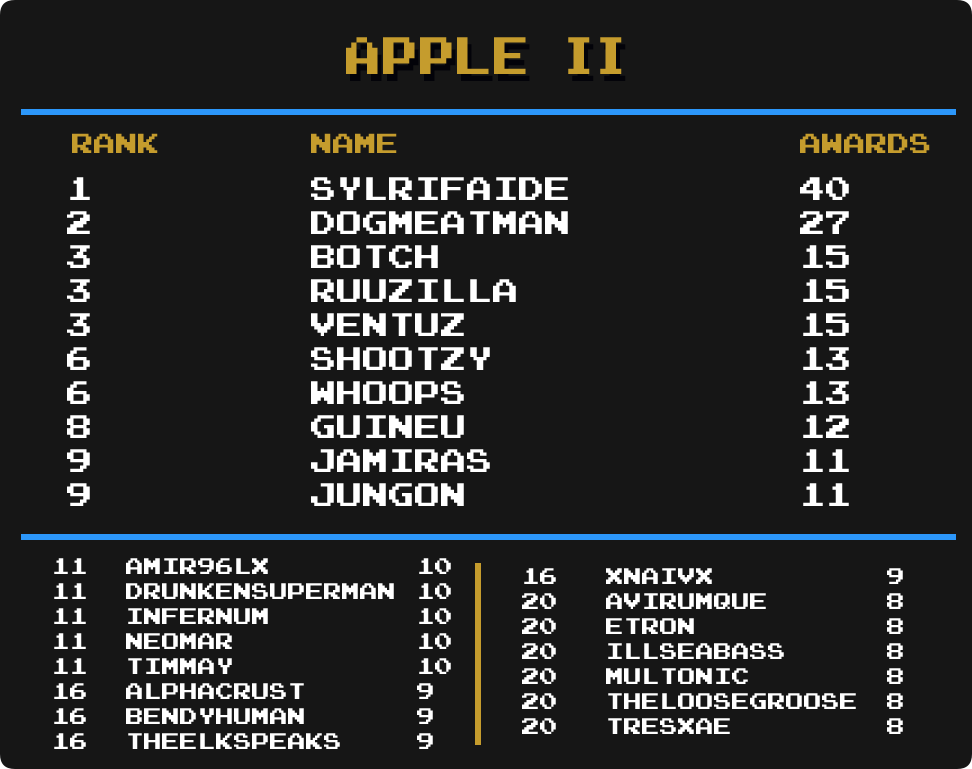 APPLE II
RANK NAME AWARDS
1 SYLRIFAIDE 40
2 DOGMEATMAN 27
3 BOTCH 15
3 RUUZILLA 15
3 VENTUZ 15
6 SHOOTZY 13
6 WHOOPS 13
8 GUINEU 12
9 JAMIRAS 11
9 JUNGON 11
11 AMIR96LX 10
11 DRUNKENSUPERMAN 10
11 INFERNUM 10
11 NEOMAR 10
11 TIMMAY 10
16 ALPHACRUST 9
16 BENDYHUMAN 9
16 THEELKSPEAKS 9
16 XNAIVX 9
20 AVIRUMQUE 8
20 ETRON 8
20 ILLSEABASS 8
20 MULTONIC 8
20 THELOOSEGROOSE 8
20 TRESXAE 8